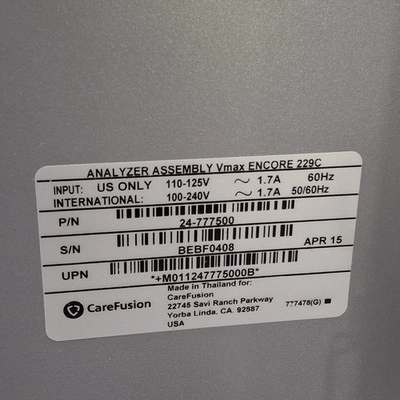 ANALYZER ASSEMBLY Vmax ENCORE 229C
INPUT: US ONLY 110-125V ~ 1.7A 60Hz
INTERNATIONAL: 100-240V ~ 1.7A 50/60Hz
P/N 24-777500
S/N BEBF0408 APR 15
UPN *+M011247775000B*
CareFusion
Made in Thailand for:
CareFusion
22745 Savi Ranch Parkway
Yorba Linda, CA. 92887
USA
777478(G)